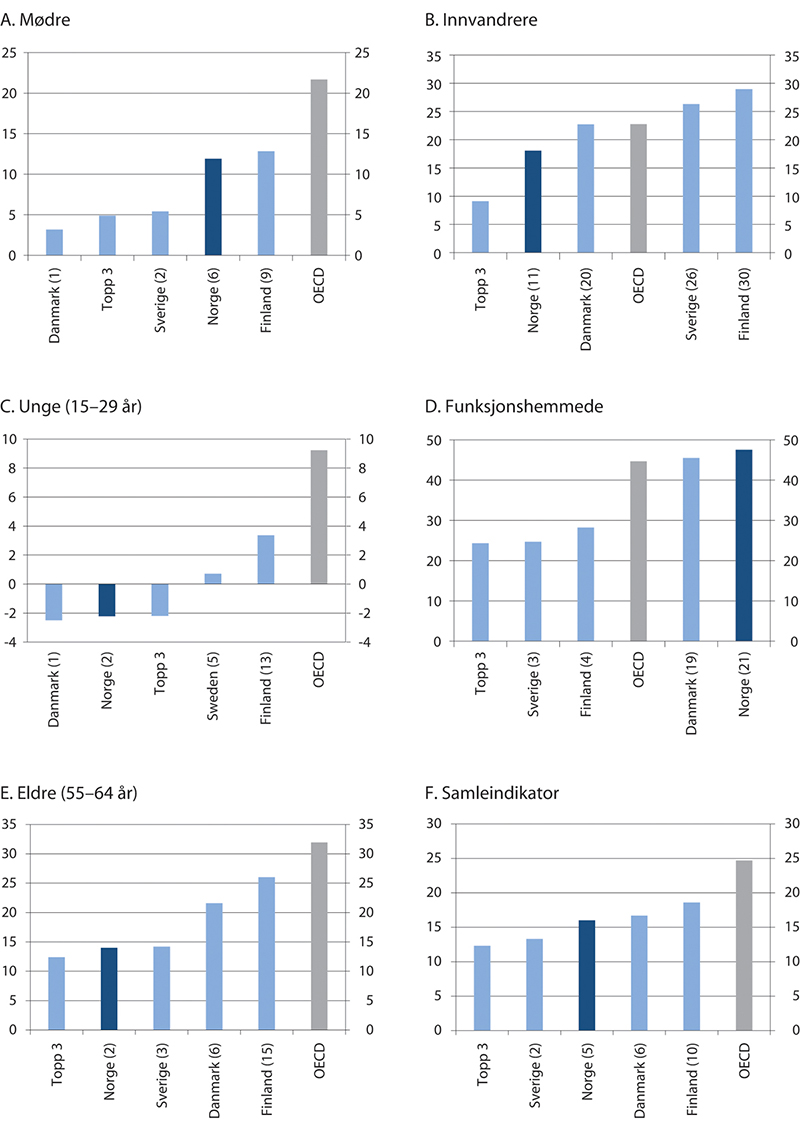 A. Mødre
25
20
15
10
5
0
25
20
15
10
5
0
Danmark (1)
Topp 3
Sverige (2)
Norge (6)
Finland (9)
OECD
B. Innvandrere
35
30
25
20
15
10
5
0
35
30
25
20
15
10
5
0
Topp 3
Norge (11)
Danmark (20)
OECD
Sverige (26)
Finland (30)
C. Unge (15–29 år)
10
8
6
4
2
0
-2
-4
10
8
6
4
2
0
-2
-4
Danmark (1)
Norge (2)
Topp 3
Sweden (5)
Finland (13)
OECD
D. Funksjonshemmede
50
40
30
20
10
0
50
40
30
20
10
0
Topp 3
Sverige (3)
Finland (4)
OECD
Danmark (19)
Norge (21)
E. Eldre (55–64 år)
35
30
25
20
15
10
5
0
35
30
25
20
15
10
5
0
Topp 3
Norge (2)
Sverige (3)
Danmark (6)
Finland (15)
OECD
F. Samleindikator
30
25
20
15
10
5
0
30
25
20
15
10
5
0
Topp 3
Sverige (2)
Norge (5)
Danmark (6)
Finland (10)
OECD